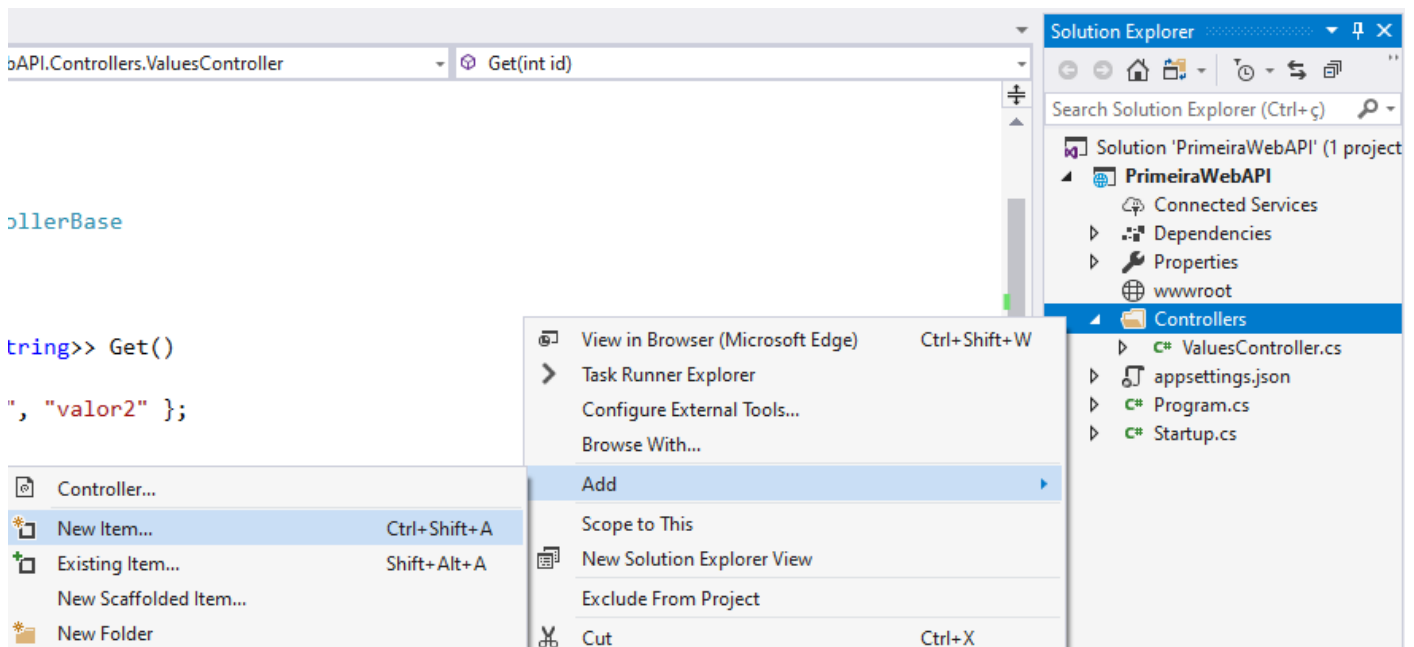 bAPI.Controllers.ValuesController
Get(int id)
ollerBase
tring>> Get()
", "valor2" };
Solution Explorer
Search Solution Explorer (Ctrl+ç)
Solution 'PrimeiraWebAPI' (1 project
PrimeiraWebAPI
Connected Services
Dependencies
Properties
wwwroot
Controllers
C# ValuesController.cs
appsettings.json
C# Program.cs
C# Startup.cs
View in Browser (Microsoft Edge) Ctrl+Shift+W
Task Runner Explorer
Configure External Tools...
Browse With...
Add
Scope to This
New Solution Explorer View
Exclude From Project
Cut Ctrl+X
Controller...
New Item... Ctrl+Shift+A
Existing Item... Shift+Alt+A
New Scaffolded Item...
New Folder